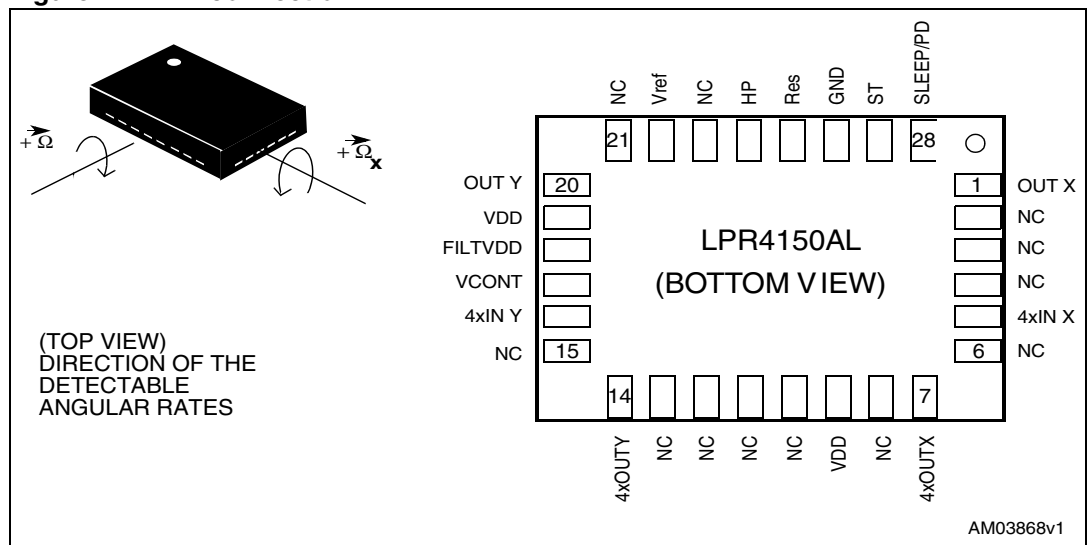 NC
Vref
NC
HP
Res
GND
ST
SLEEP/PD
21
28
+Ω
+Ωx
OUT Y 20
1 OUT X
VDD
NC
FILTVDD
NC
LPR4150AL
VCONT
NC
(BOTTOM VIEW)
4xIN Y
4xIN X
NC 15
6 NC
(TOP VIEW)
DIRECTION OF THE
DETECTABLE
ANGULAR RATES
14
7
4xOUTY
NC
NC
NC
NC
VDD
NC
4xOUTX
AM03868v1